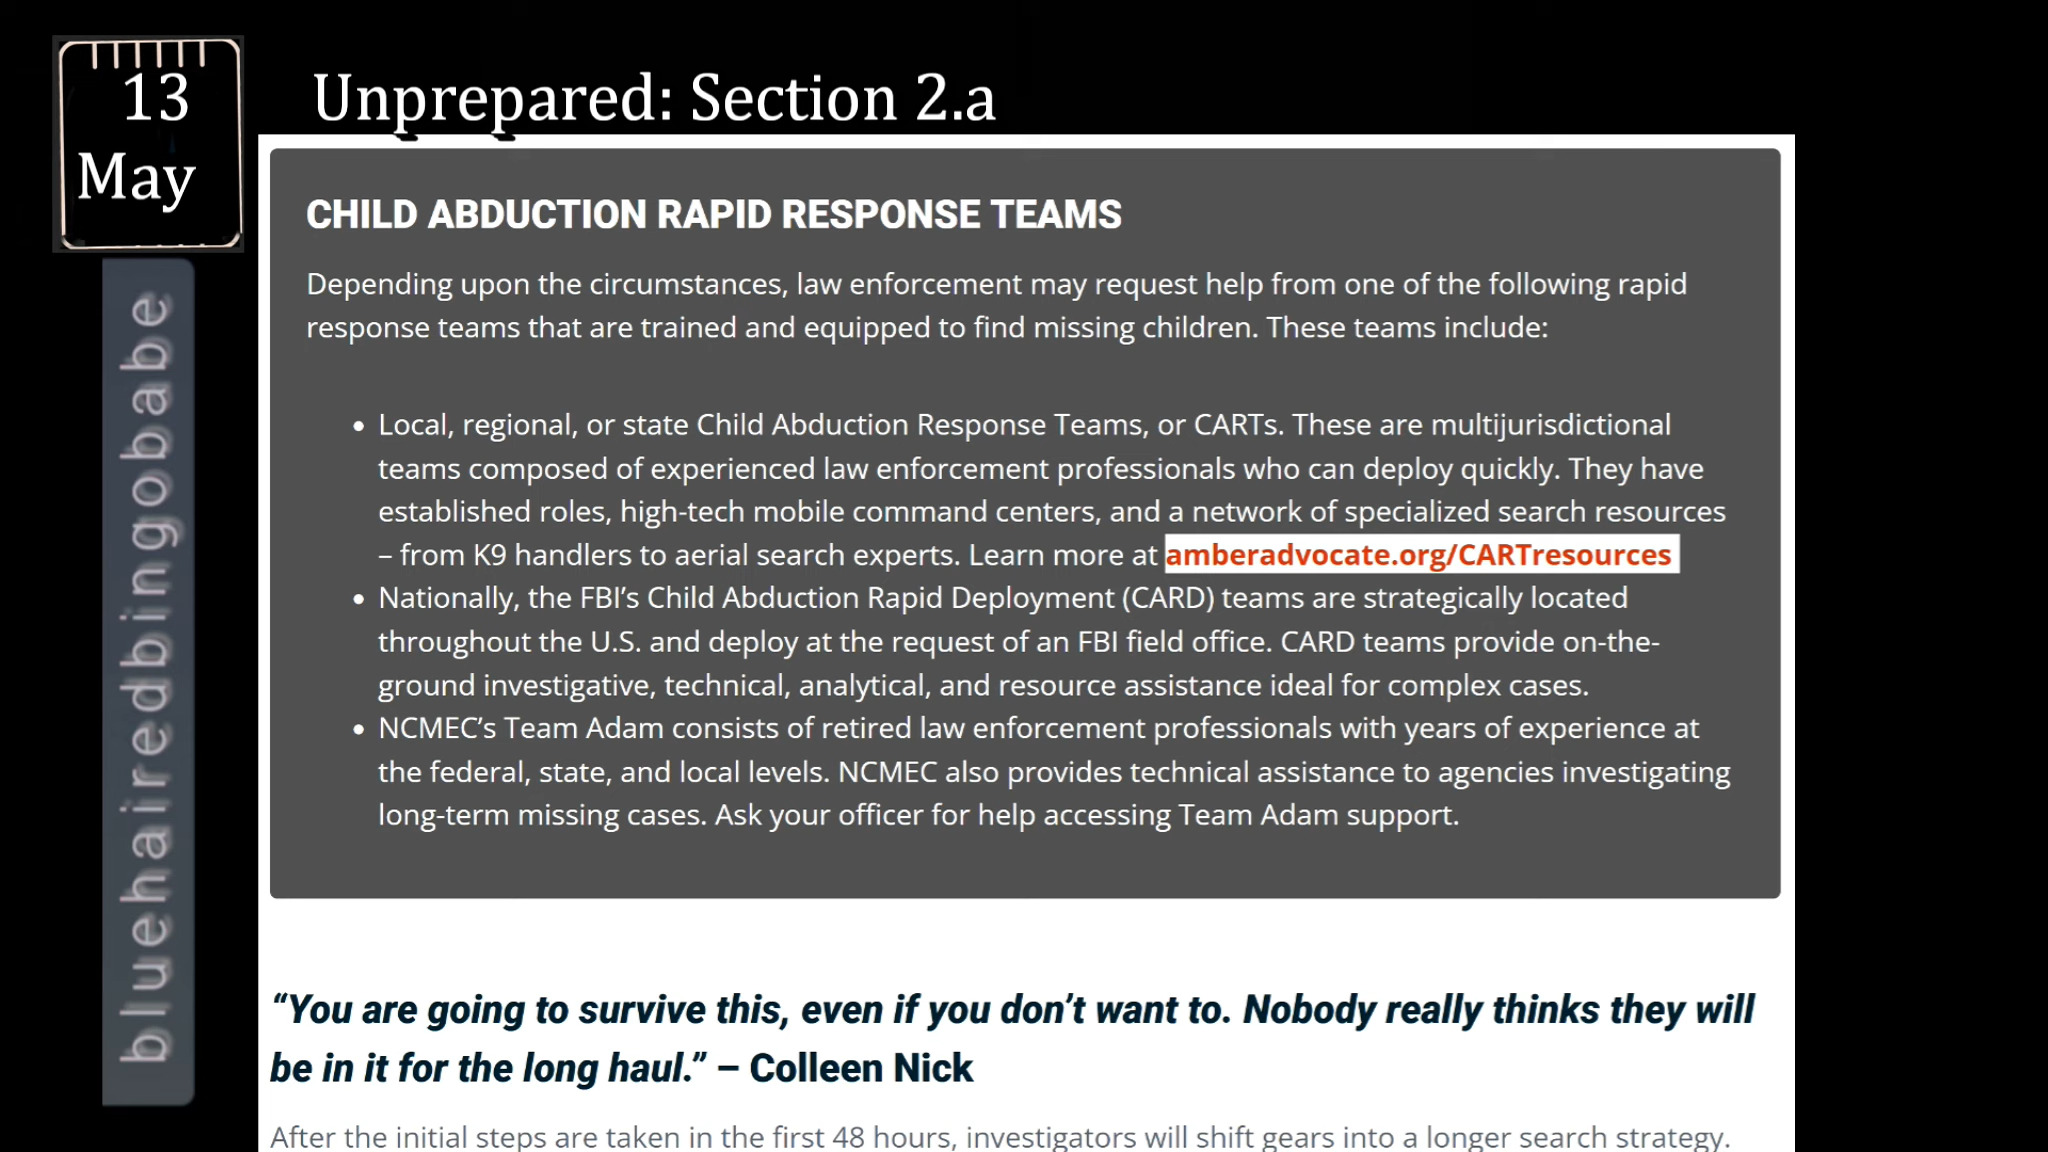 13
May
Unprepared: Section 2.a
bluehairedbingobabe
CHILD ABDUCTION RAPID RESPONSE TEAMS
Depending upon the circumstances, law enforcement may request help from one of the following rapid
response teams that are trained and equipped to find missing children. These teams include:
• Local, regional, or state Child Abduction Response Teams, or CARTs. These are multijurisdictional
teams composed of experienced law enforcement professionals who can deploy quickly. They have
established roles, high-tech mobile command centers, and a network of specialized search resources
– from K9 handlers to aerial search experts. Learn more at amberadvocate.org/CARTresources
• Nationally, the FBI’s Child Abduction Rapid Deployment (CARD) teams are strategically located
throughout the U.S. and deploy at the request of an FBI field office. CARD teams provide on-the-
ground investigative, technical, analytical, and resource assistance ideal for complex cases.
• NCMEC’s Team Adam consists of retired law enforcement professionals with years of experience at
the federal, state, and local levels. NCMEC also provides technical assistance to agencies investigating
long-term missing cases. Ask your officer for help accessing Team Adam support.
“You are going to survive this, even if you don’t want to. Nobody really thinks they will
be in it for the long haul.” – Colleen Nick
After the initial steps are taken in the first 48 hours, investigators will shift gears into a longer search strategy.